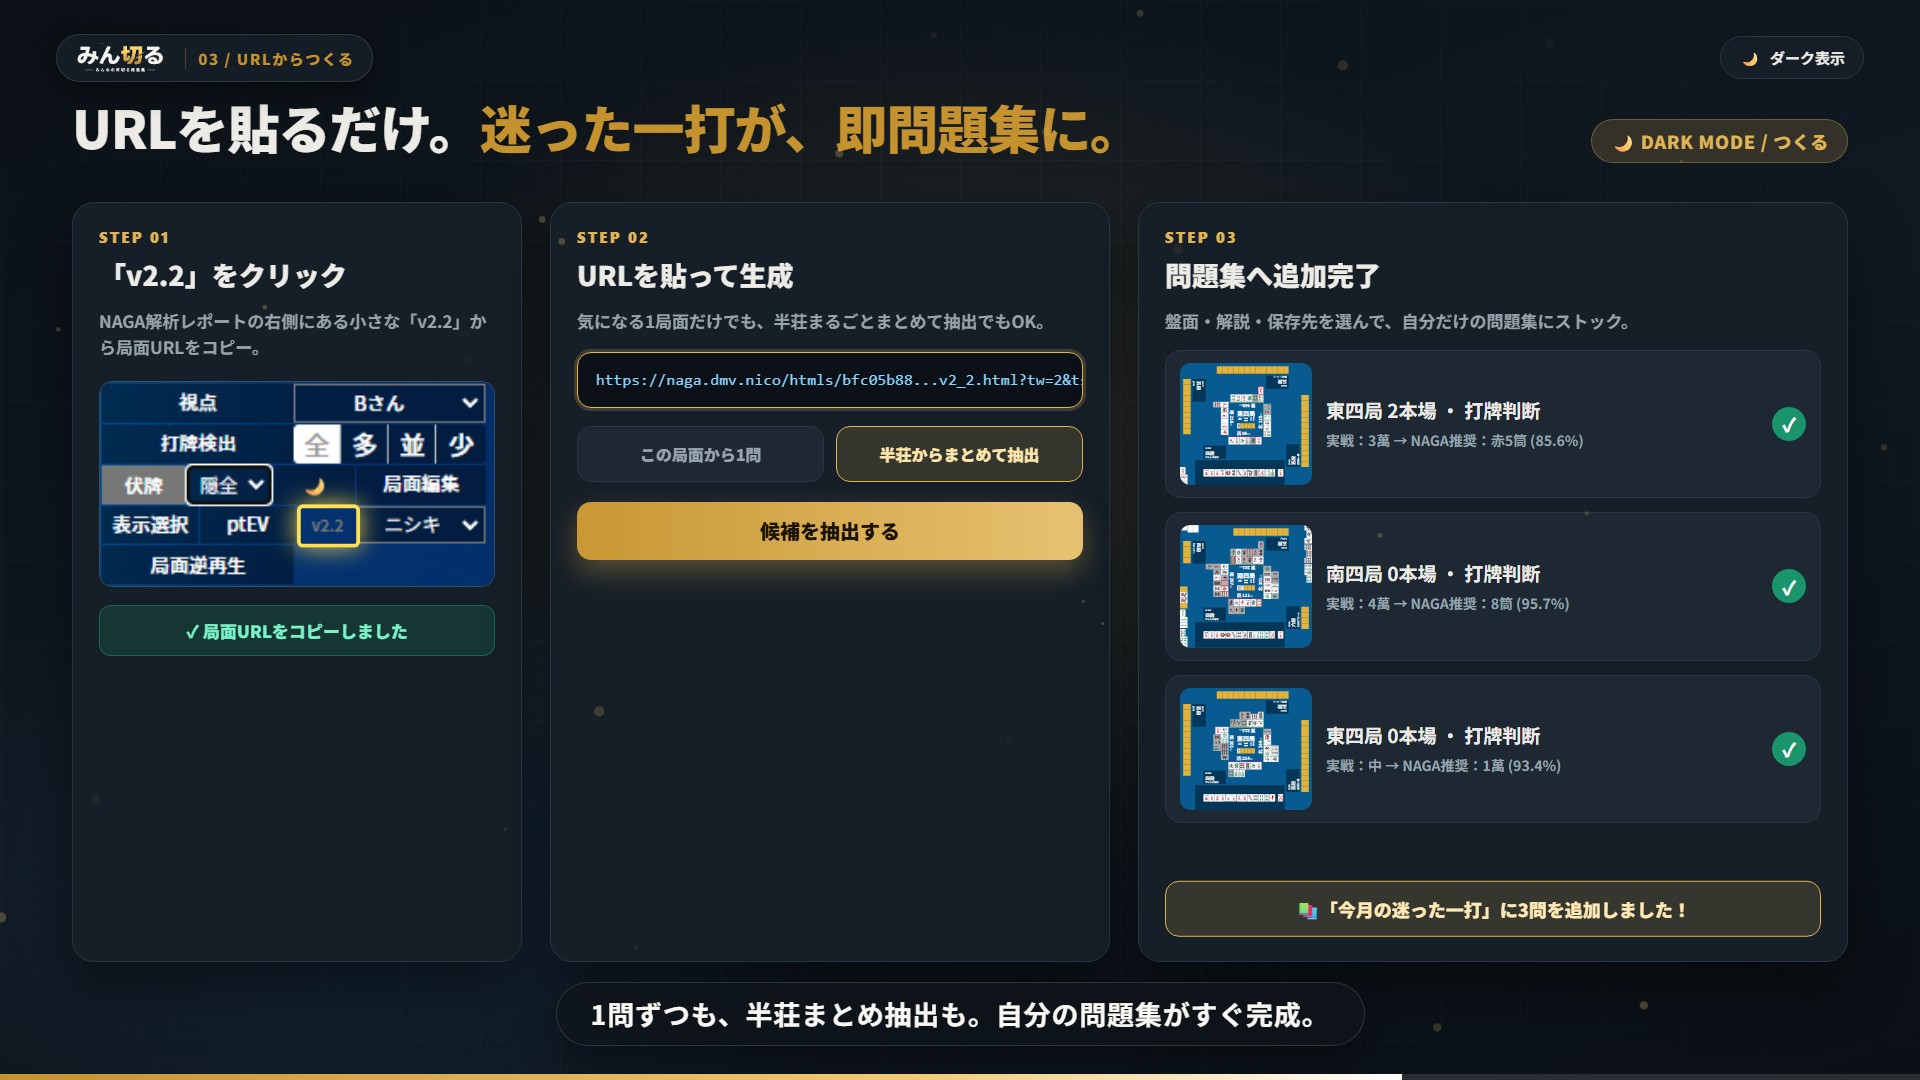 みん切る
03 / URLからつくる
🌙 ダーク表示
URLを貼るだけ。迷った一打が、即問題集に。
🌙 DARK MODE / つくる
STEP 01
「v2.2」をクリック
NAGA解析レポートの右側にある小さな「v2.2」か
ら局面URLをコピー。
視点 Bさん
打牌検出 全 多 並 少
伏牌 隠全 🌙 局面編集
表示選択 ptEV v2.2 ニシキ
局面逆再生
✓ 局面URLをコピーしました
STEP 02
URLを貼って生成
気になる1局面だけでも、半荘まるごとまとめて抽出でもOK。
https://naga.dmv.nico/htmls/bfc05b88...v2_2.html?tw=2&t
この局面から1問
半荘からまとめて抽出
候補を抽出する
STEP 03
問題集へ追加完了
盤面・解説・保存先を選んで、自分だけの問題集にストック。
東四局 2本場 ・ 打牌判断
実戦：3萬 → NAGA推奨：赤5筒 (85.6%)
✓
南四局 0本場 ・ 打牌判断
実戦：4萬 → NAGA推奨：8筒 (95.7%)
✓
東四局 0本場 ・ 打牌判断
実戦：中 → NAGA推奨：1萬 (93.4%)
✓
📚「今月の迷った一打」に3問を追加しました！
1問ずつも、半荘まとめ抽出も。自分の問題集がすぐ完成。